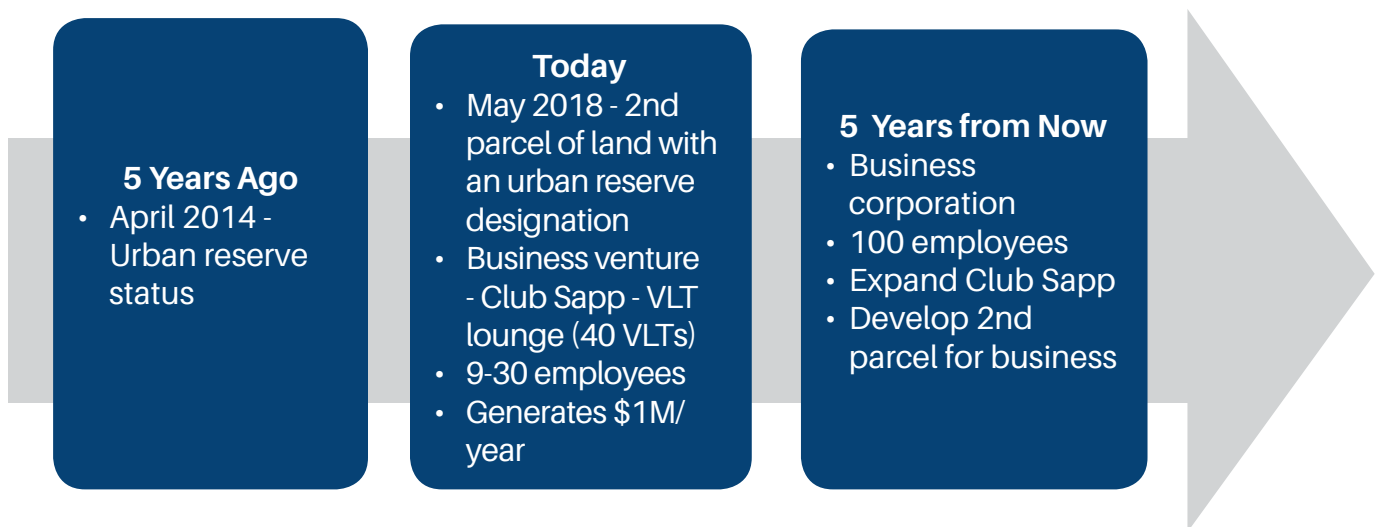 5 Years Ago
• April 2014 -
Urban reserve
status
Today
• May 2018 - 2nd
parcel of land with
an urban reserve
designation
• Business venture
- Club Sapp - VLT
lounge (40 VLTs)
• 9-30 employees
• Generates $1M/
year
5 Years from Now
• Business
corporation
• 100 employees
• Expand Club Sapp
• Develop 2nd
parcel for business